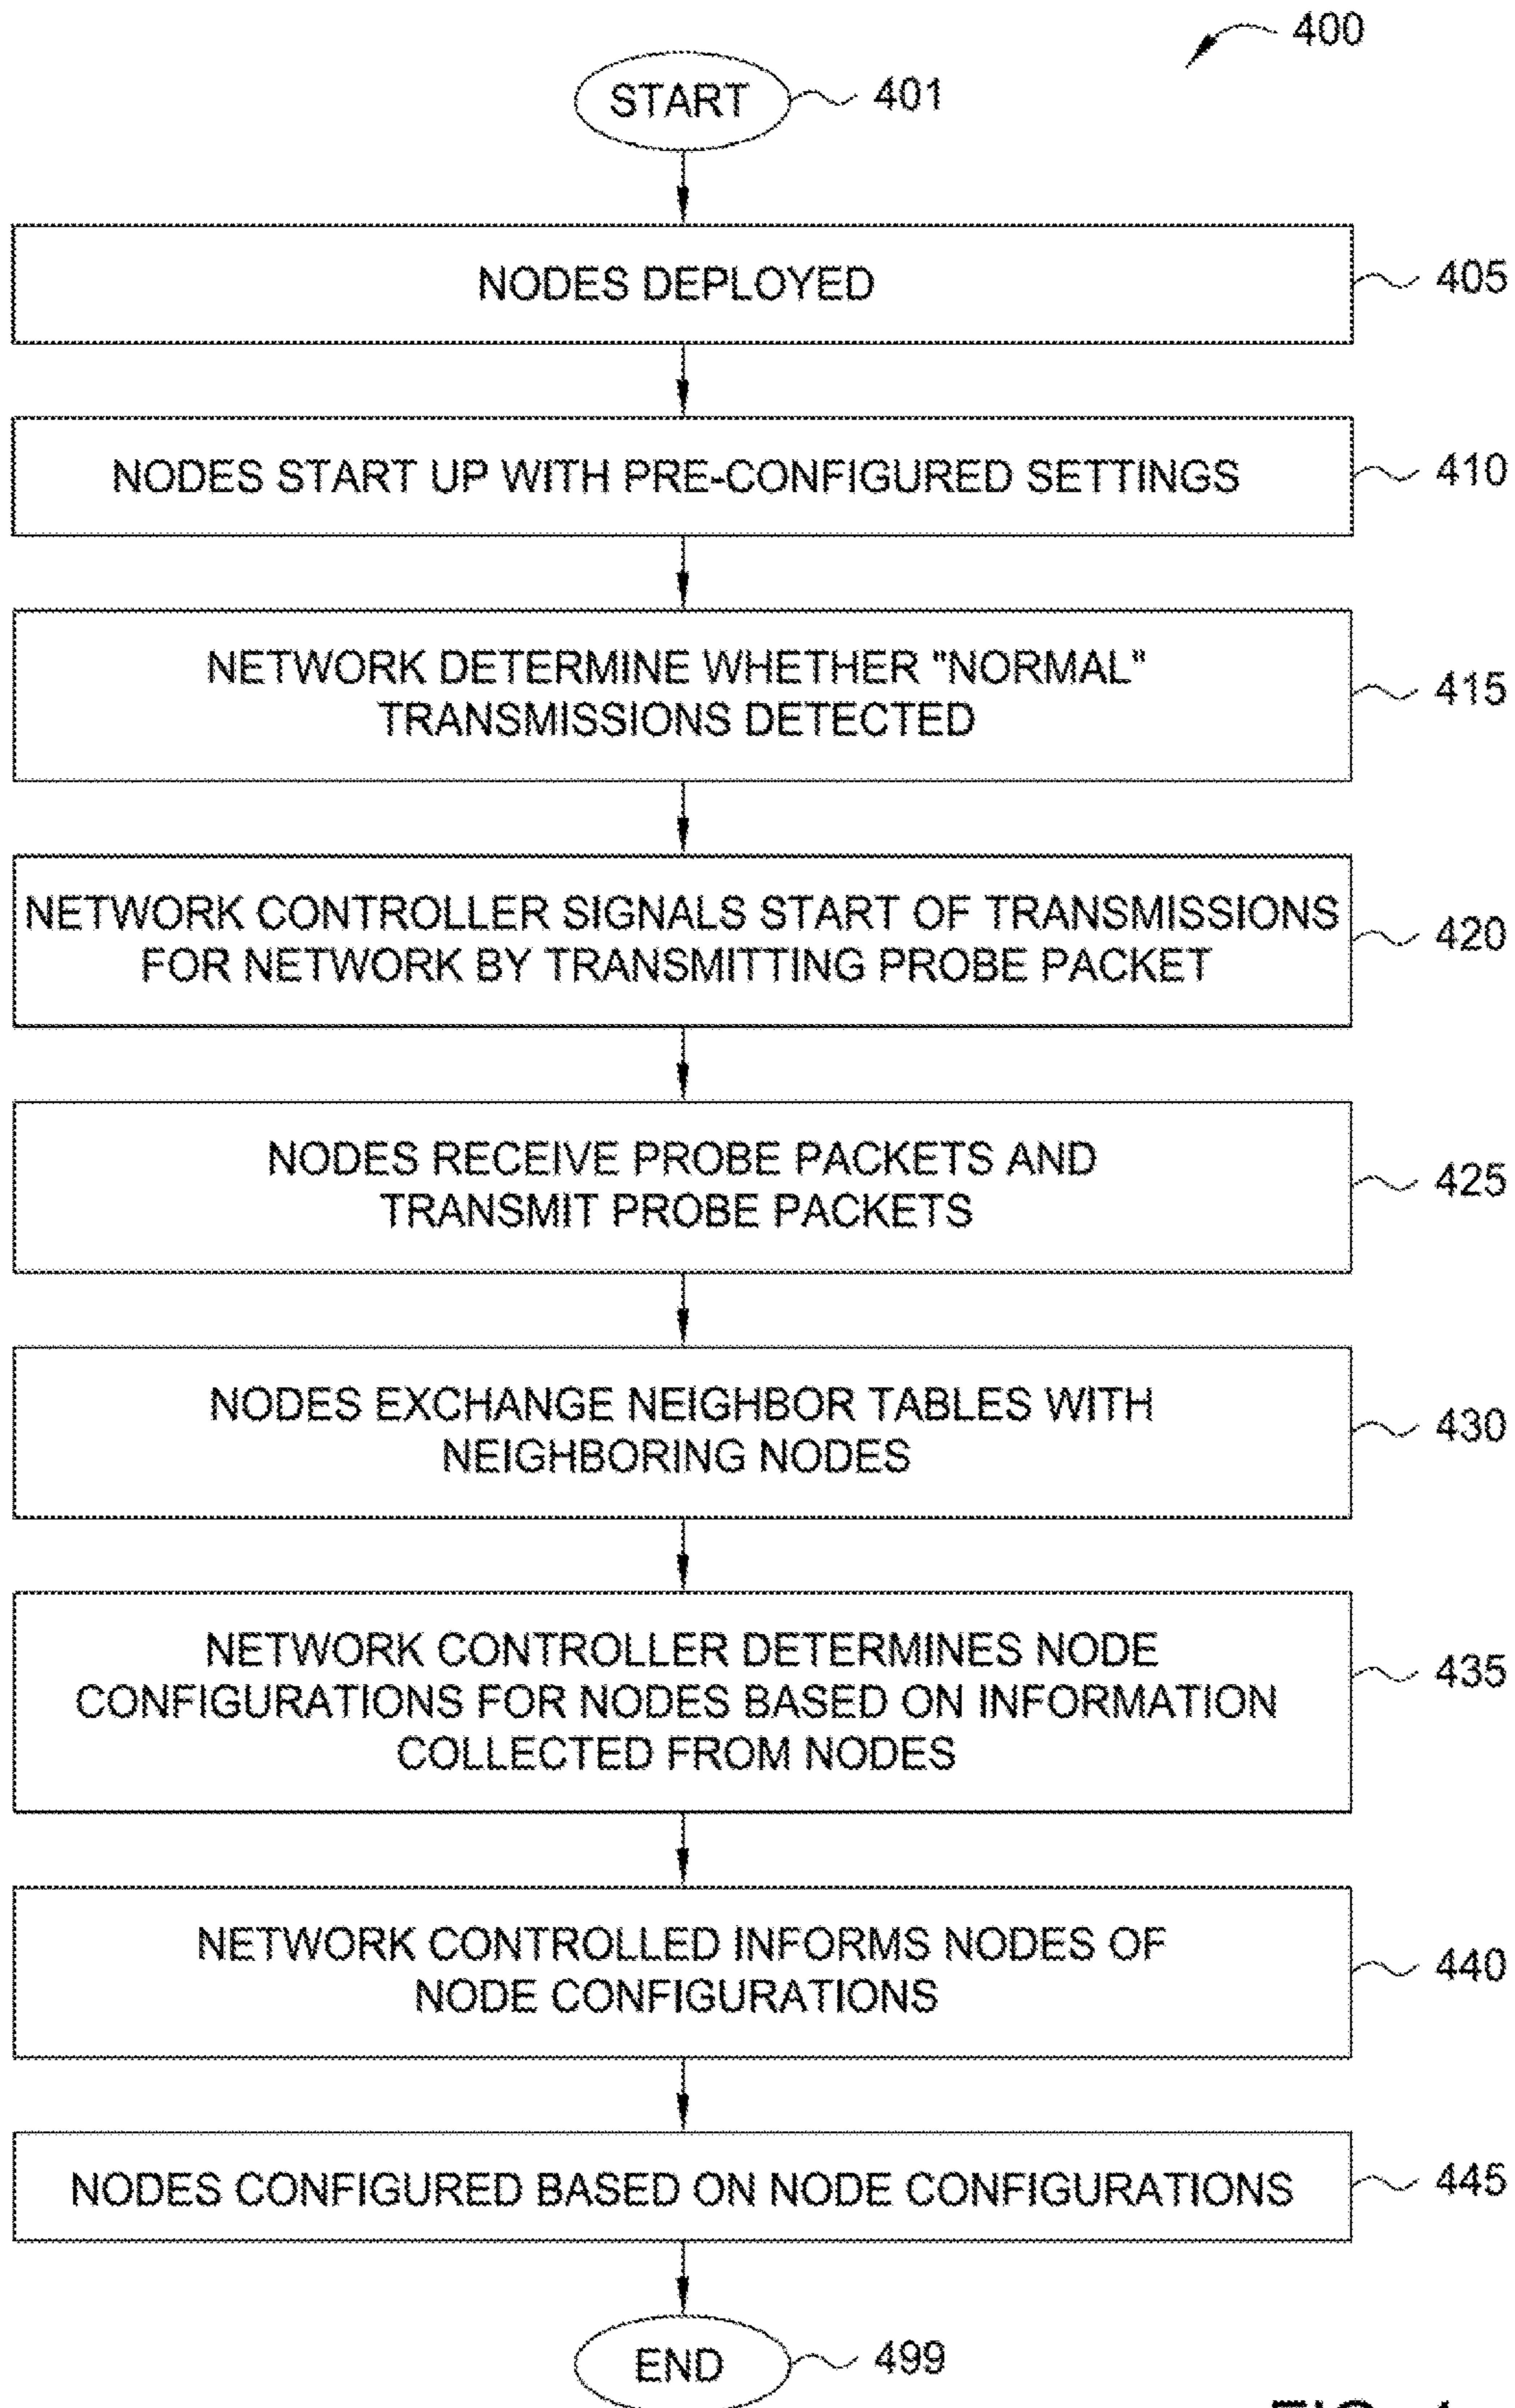 400
START 401
NODES DEPLOYED 405
NODES START UP WITH PRE-CONFIGURED SETTINGS 410
NETWORK DETERMINE WHETHER "NORMAL"
TRANSMISSIONS DETECTED
415
NETWORK CONTROLLER SIGNALS START OF TRANSMISSIONS
FOR NETWORK BY TRANSMITTING PROBE PACKET
420
NODES RECEIVE PROBE PACKETS AND
TRANSMIT PROBE PACKETS
425
NODES EXCHANGE NEIGHBOR TABLES WITH
NEIGHBORING NODES
430
NETWORK CONTROLLER DETERMINES NODE
CONFIGURATIONS FOR NODES BASED ON INFORMATION
COLLECTED FROM NODES
435
NETWORK CONTROLLED INFORMS NODES OF
NODE CONFIGURATIONS
440
NODES CONFIGURED BASED ON NODE CONFIGURATIONS 445
END 499